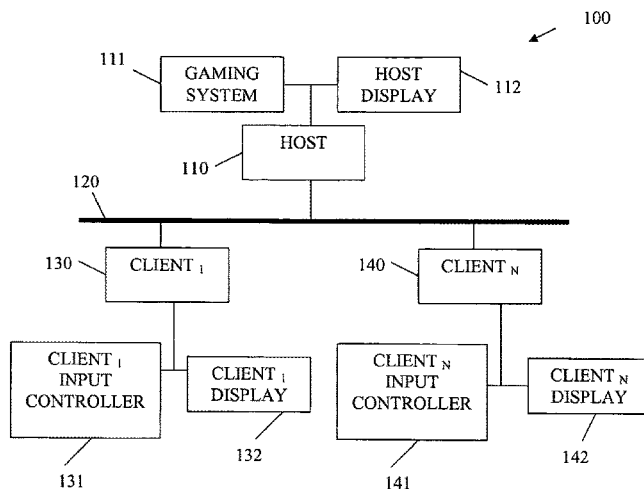 100
111
GAMING
SYSTEM
HOST
DISPLAY
112
HOST
110
120
130
CLIENT 1
140
CLIENT N
CLIENT 1
INPUT
CONTROLLER
CLIENT 1
DISPLAY
CLIENT N
INPUT
CONTROLLER
CLIENT N
DISPLAY
131
132
141
142